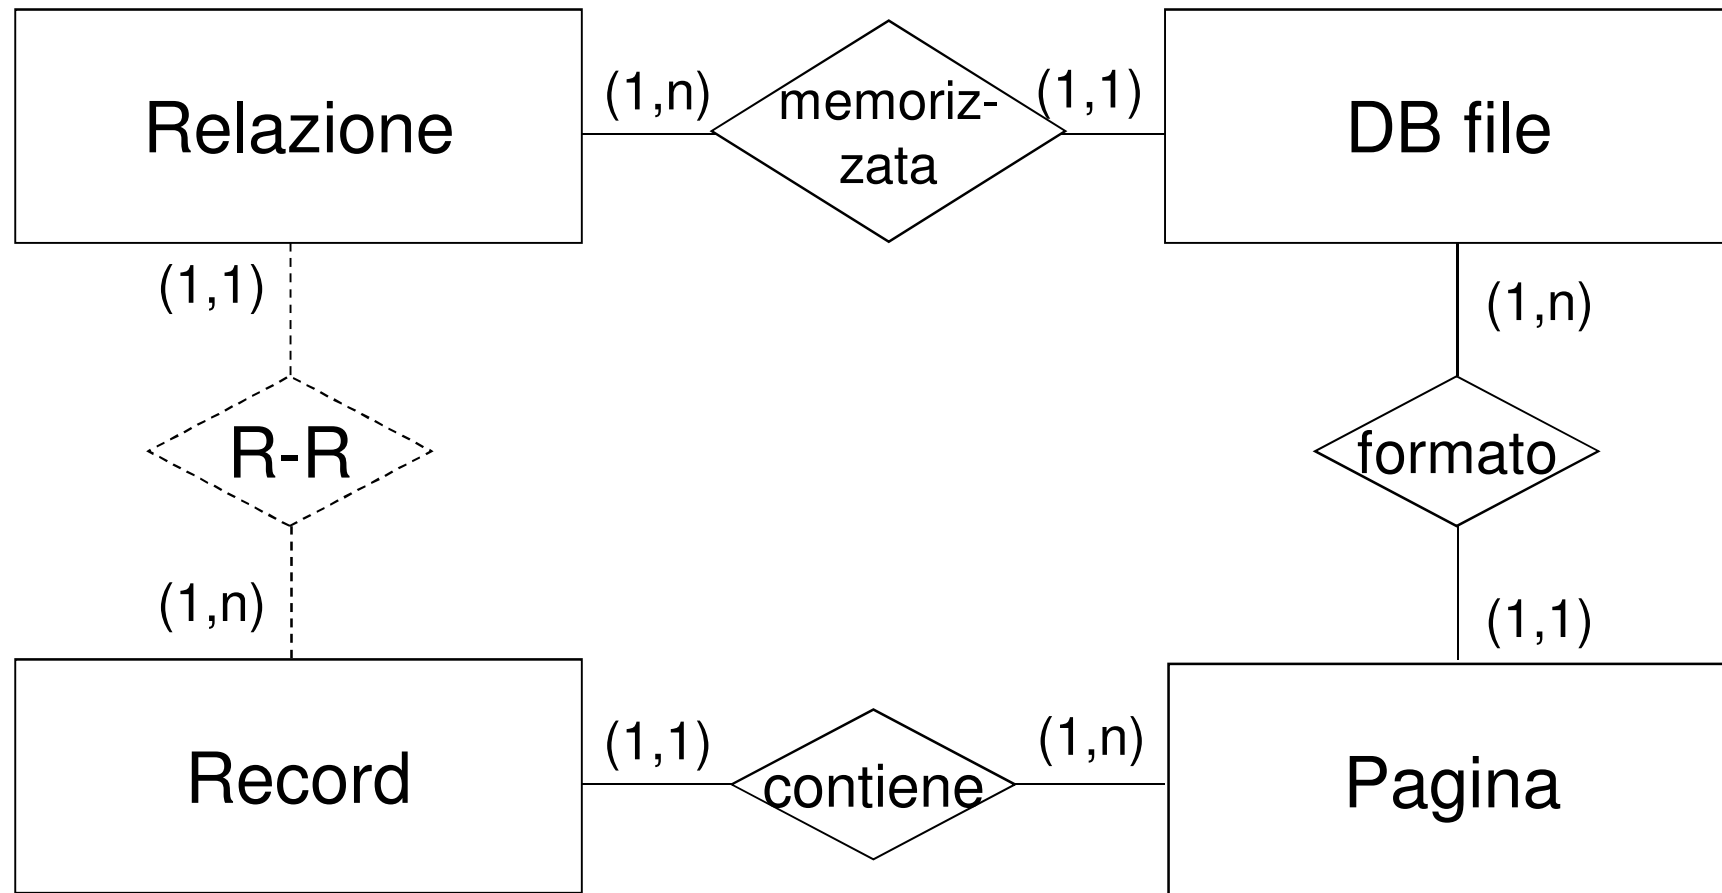 Relazione
(1,n)
memoriz-
zata
(1,1)
DB file
(1,1)
(1,n)
R-R
formato
(1,n)
(1,1)
Record
(1,1)
contiene
(1,n)
Pagina